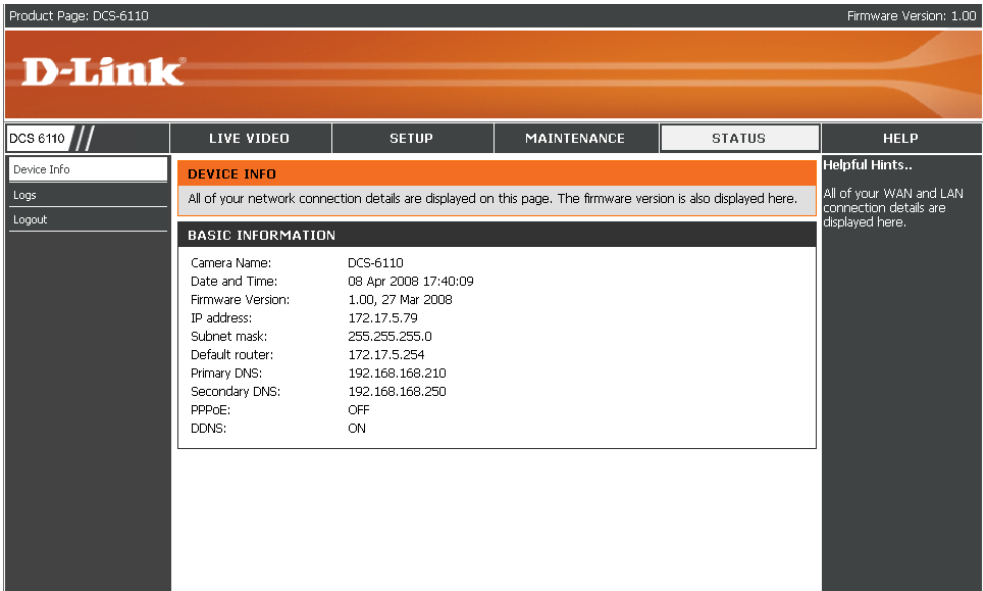 Product Page: DCS-6110
Firmware Version: 1.00
D-Link
DCS 6110
LIVE VIDEO
SETUP
MAINTENANCE
STATUS
HELP
Device Info
Logs
Logout
DEVICE INFO
All of your network connection details are displayed on this page. The firmware version is also displayed here.
BASIC INFORMATION
Camera Name: DCS-6110
Date and Time: 08 Apr 2008 17:40:09
Firmware Version: 1.00, 27 Mar 2008
IP address: 172.17.5.79
Subnet mask: 255.255.255.0
Default router: 172.17.5.254
Primary DNS: 192.168.168.210
Secondary DNS: 192.168.168.250
PPPoE: OFF
DDNS: ON
Helpful Hints..
All of your WAN and LAN
connection details are
displayed here.